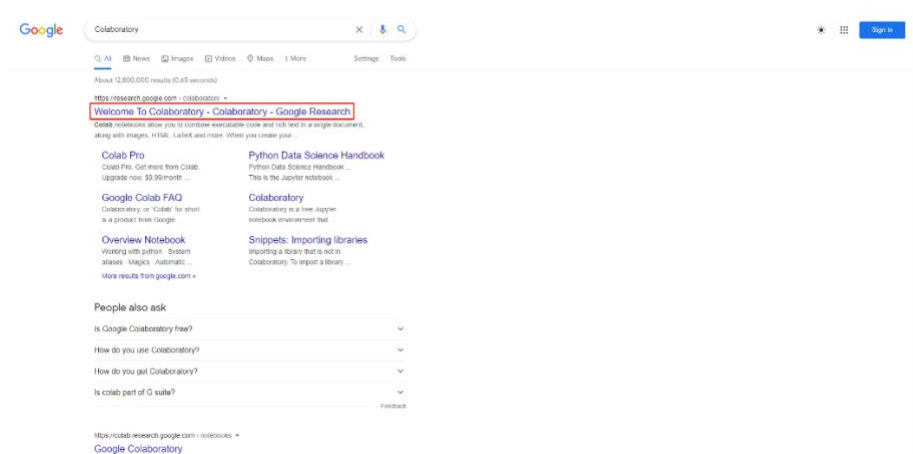 Google
Colaboratory
Sign in
All News Images Videos Maps More Settings Tools
About 12,800,000 results (0.65 seconds)
https://research.google.com › colaboratory
Welcome To Colaboratory - Colaboratory - Google Research
Colab notebooks allow you to combine executable code and rich text in a single document,
along with images, HTML, LaTeX and more. When you create your ...
Colab Pro
Colab Pro. Get more from Colab.
Upgrade now. $9.99/month ...
Python Data Science Handbook
Python Data Science Handbook ...
This is the Jupyter notebook ...
Google Colab FAQ
Colaboratory, or "Colab" for short,
is a product from Google ...
Colaboratory
Colaboratory is a free Jupyter
notebook environment that ...
Overview Notebook
Working with python · System
aliases · Magics · Automatic ...
Snippets: Importing libraries
Importing a library that is not in
Colaboratory. To import a library ...
More results from google.com »
People also ask
Is Google Colaboratory free?
How do you use Colaboratory?
How do you get Colaboratory?
Is colab part of G suite?
Feedback
https://colab.research.google.com › notebooks
Google Colaboratory